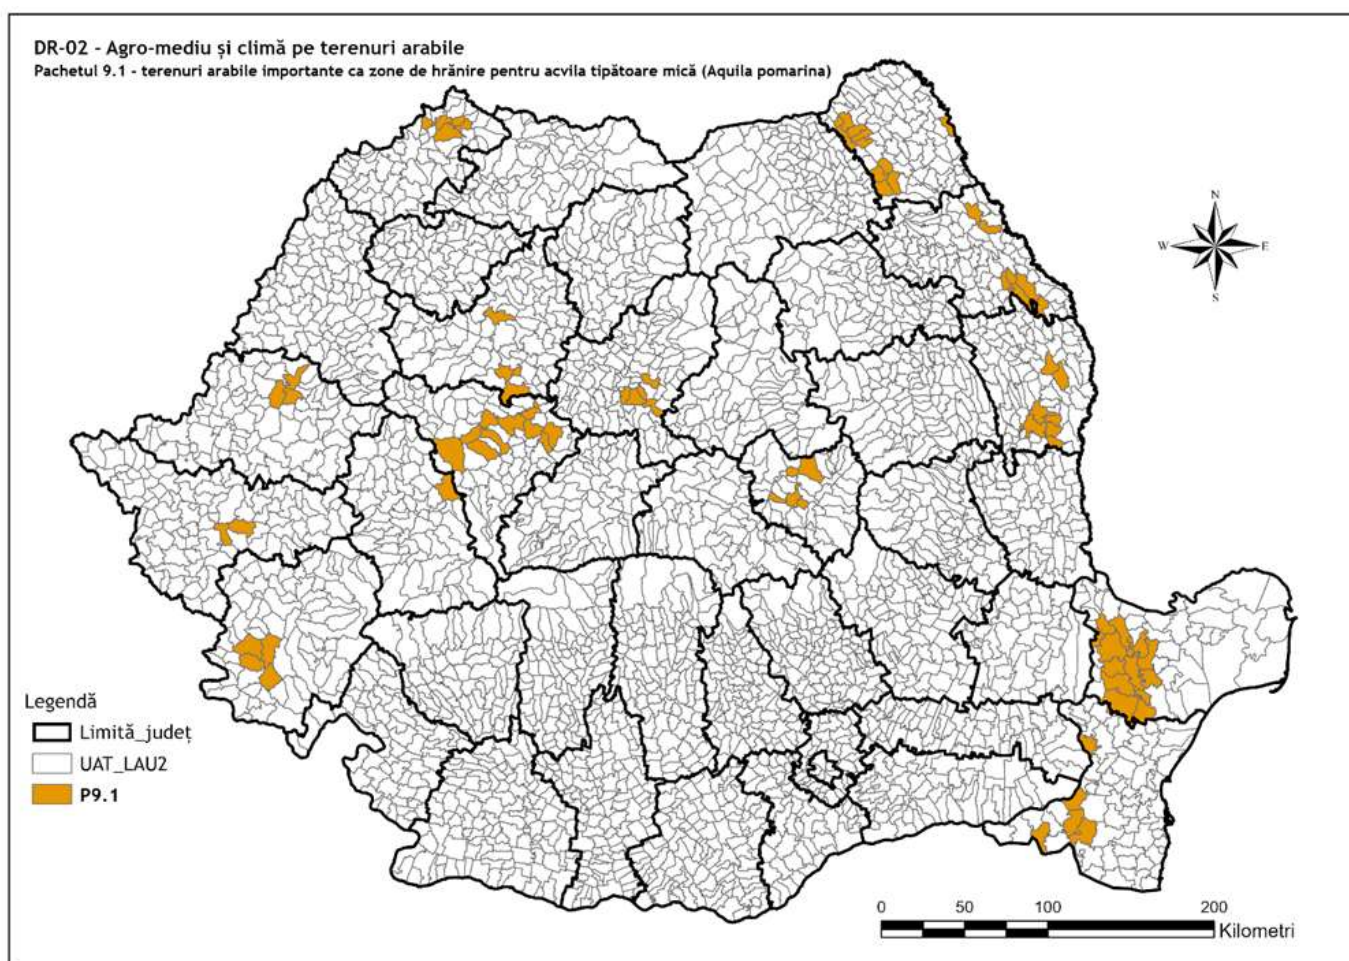 DR-02 - Agro-mediu și climă pe terenuri arabile
Pachetul 9.1 - terenuri arabile importante ca zone de hrănire pentru acvila țipătoare mică (Aquila pomarina)
N
W E
S
Legendă
Limită_județ
UAT_LAU2
P9.1
0 50 100 200
Kilometri